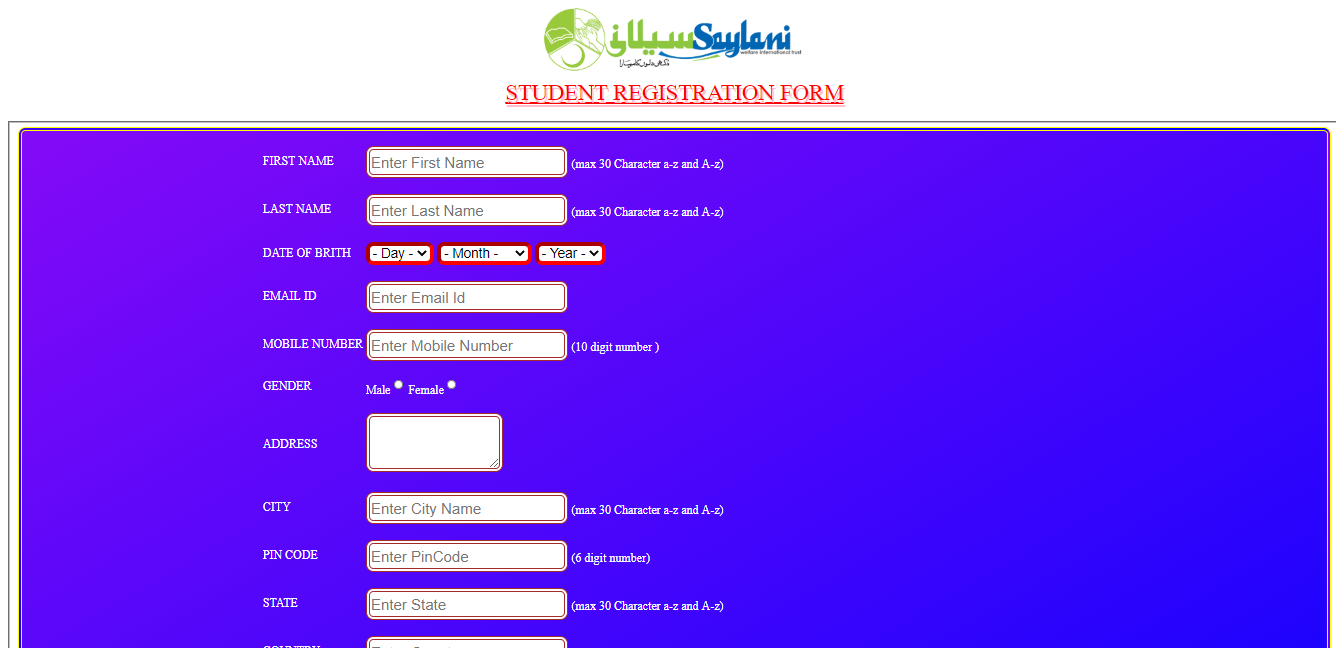 سیلانی Saylani
welfare international trust
STUDENT REGISTRATION FORM
FIRST NAME Enter First Name (max 30 Character a-z and A-z)
LAST NAME Enter Last Name (max 30 Character a-z and A-z)
DATE OF BRITH - Day - - Month - - Year -
EMAIL ID Enter Email Id
MOBILE NUMBER Enter Mobile Number (10 digit number )
GENDER Male Female
ADDRESS
CITY Enter City Name (max 30 Character a-z and A-z)
PIN CODE Enter PinCode (6 digit number)
STATE Enter State (max 30 Character a-z and A-z)